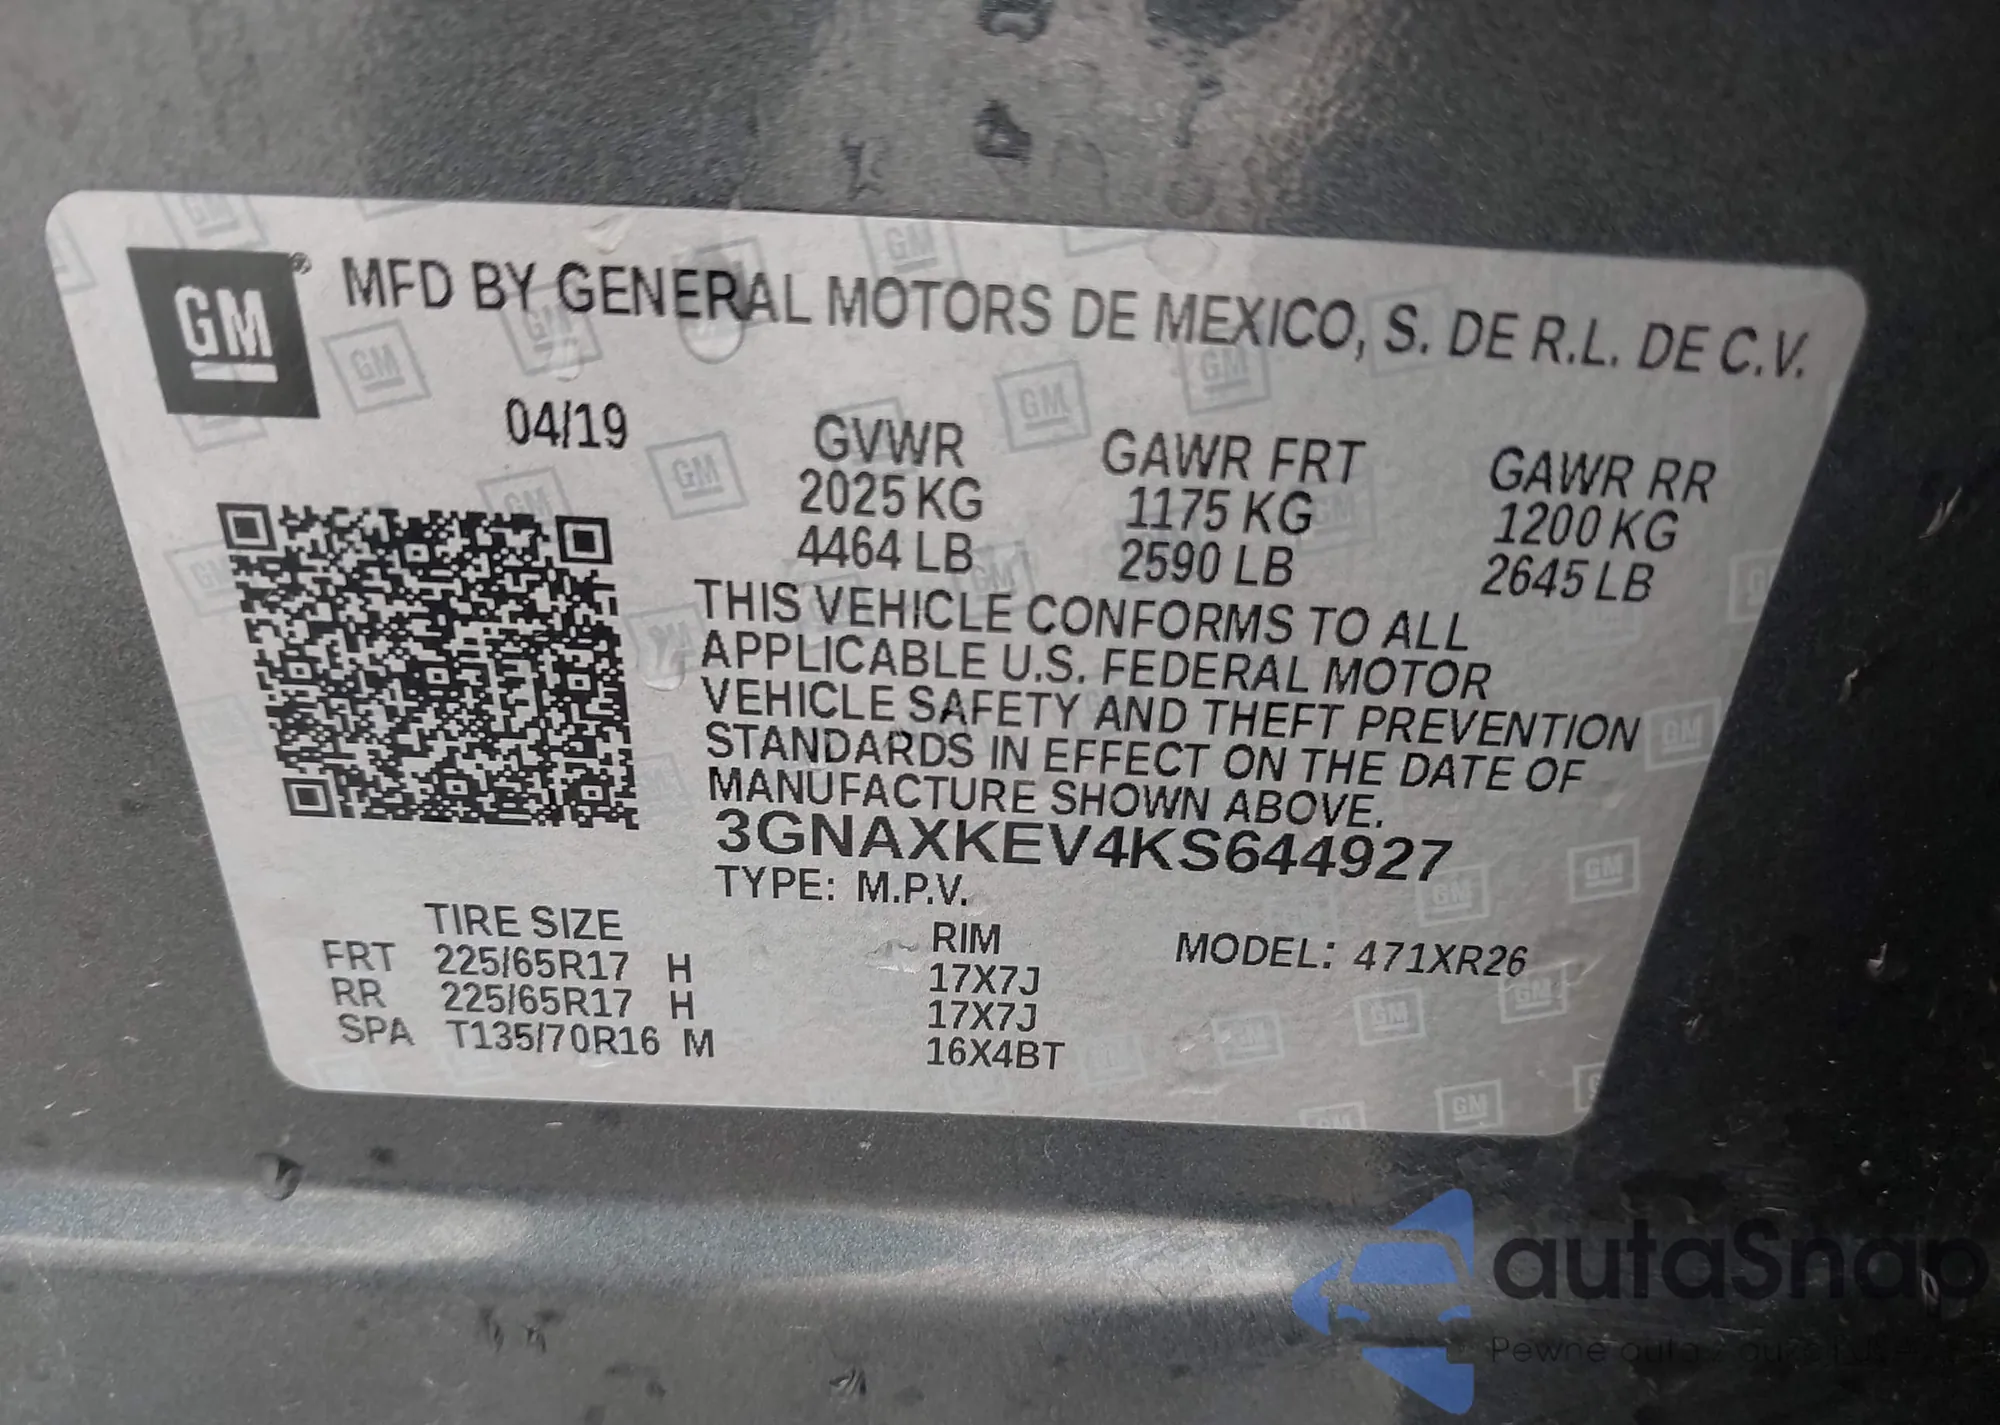 GM ® MFD BY GENERAL MOTORS DE MEXICO, S. DE R.L. DE C.V.
04/19 GVWR GAWR FRT GAWR RR
2025 KG 1175 KG 1200 KG
4464 LB 2590 LB 2645 LB
THIS VEHICLE CONFORMS TO ALL
APPLICABLE U.S. FEDERAL MOTOR
VEHICLE SAFETY AND THEFT PREVENTION
STANDARDS IN EFFECT ON THE DATE OF
MANUFACTURE SHOWN ABOVE.
3GNAXKEV4KS644927
TYPE: M.P.V.
TIRE SIZE RIM MODEL: 471XR26
FRT 225/65R17 H 17X7J
RR 225/65R17 H 17X7J
SPA T135/70R16 M 16X4BT
autaSnap
Pewne auta z